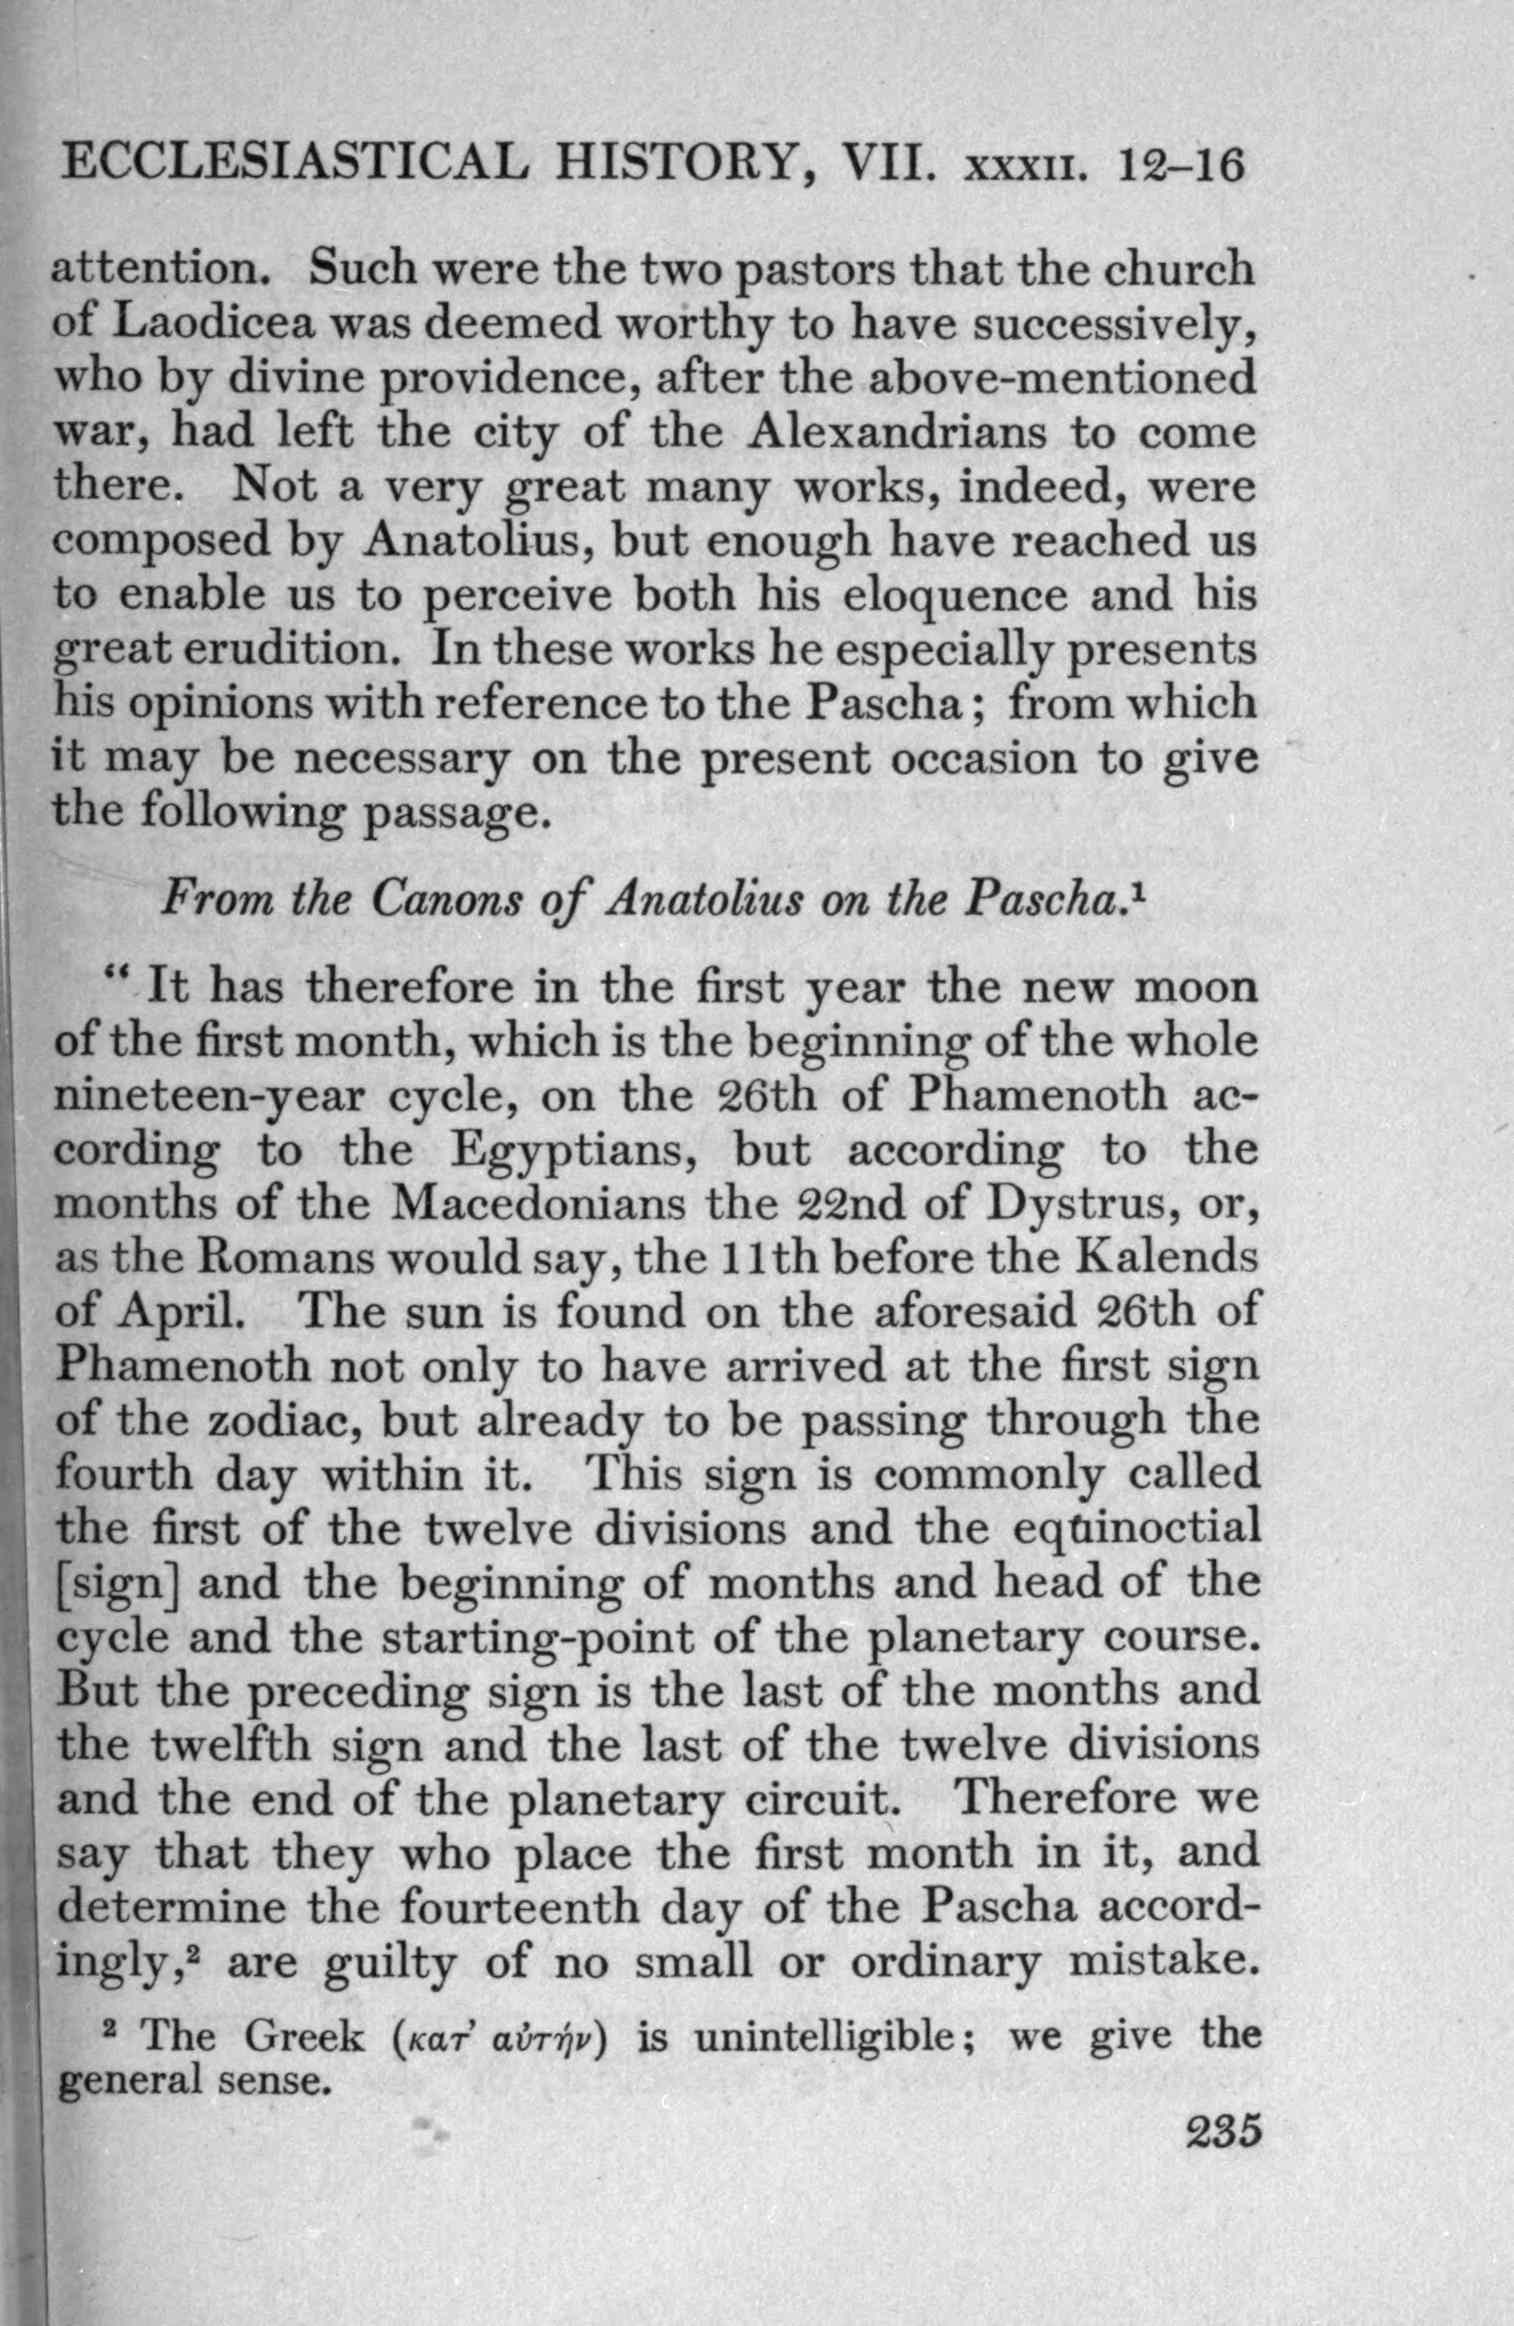 ECCLESIASTICAL HISTORY, VII. XXXII. 12–16
attention. Such were the two pastors that the church
of Laodicea was deemed worthy to have successively,
who by divine providence, after the above-mentioned
war, had left the city of the Alexandrians to come
there. Not a very great many works, indeed, were
composed by Anatolius, but enough have reached us
to enable us to perceive both his eloquence and his
great erudition. In these works he especially presents
his opinions with reference to the Pascha; from which
it may be necessary on the present occasion to give
the following passage.
From the Canons of Anatolius on the Pascha.¹
“ It has therefore in the first year the new moon
of the first month, which is the beginning of the whole
nineteen-year cycle, on the 26th of Phamenoth ac-
cording to the Egyptians, but according to the
months of the Macedonians the 22nd of Dystrus, or,
as the Romans would say, the 11th before the Kalends
of April. The sun is found on the aforesaid 26th of
Phamenoth not only to have arrived at the first sign
of the zodiac, but already to be passing through the
fourth day within it. This sign is commonly called
the first of the twelve divisions and the equinoctial
[sign] and the beginning of months and head of the
cycle and the starting-point of the planetary course.
But the preceding sign is the last of the months and
the twelfth sign and the last of the twelve divisions
and the end of the planetary circuit. Therefore we
say that they who place the first month in it, and
determine the fourteenth day of the Pascha accord-
ingly,² are guilty of no small or ordinary mistake.
² The Greek (κατ’ αὐτήν) is unintelligible; we give the
general sense.
235